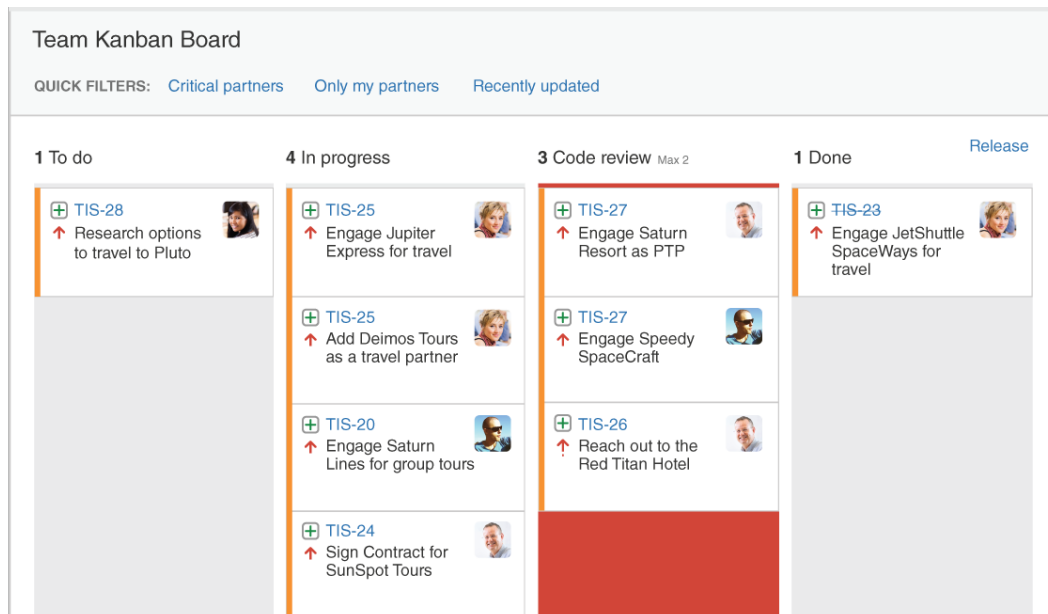 Team Kanban Board
QUICK FILTERS: Critical partners Only my partners Recently updated
Release
1 To do
TIS-28
Research options
to travel to Pluto
4 In progress
TIS-25
Engage Jupiter
Express for travel
TIS-25
Add Deimos Tours
as a travel partner
TIS-20
Engage Saturn
Lines for group tours
TIS-24
Sign Contract for
SunSpot Tours
3 Code review Max 2
TIS-27
Engage Saturn
Resort as PTP
TIS-27
Engage Speedy
SpaceCraft
TIS-26
Reach out to the
Red Titan Hotel
1 Done
TIS-23
Engage JetShuttle
SpaceWays for
travel